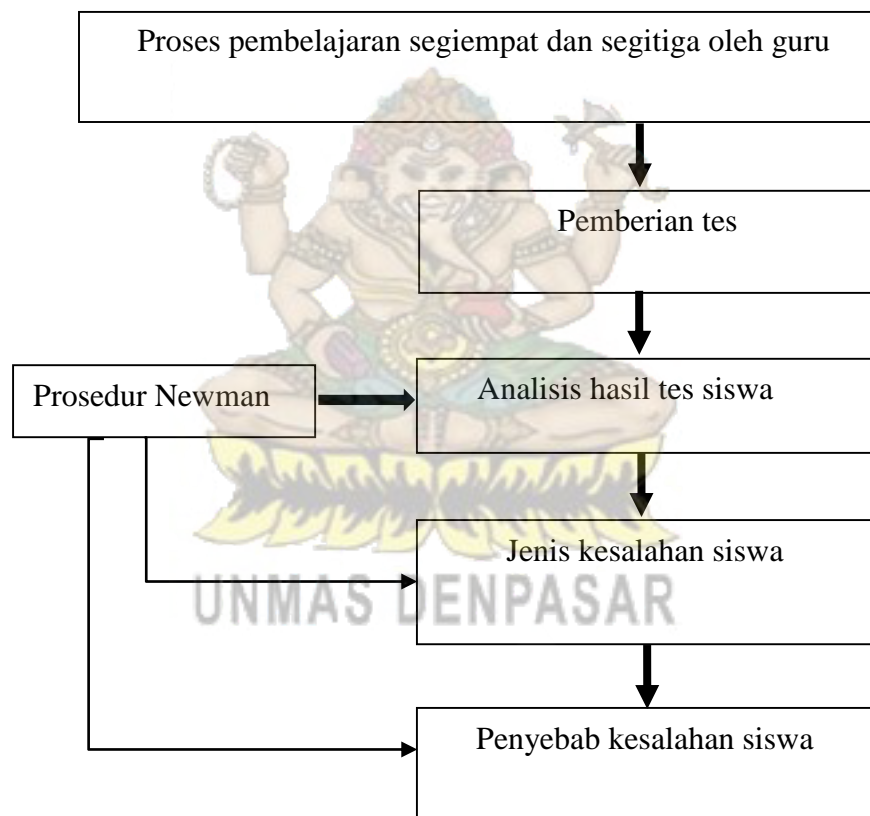 Proses pembelajaran segiempat dan segitiga oleh guru
Pemberian tes
Prosedur Newman
Analisis hasil tes siswa
Jenis kesalahan siswa
UNMAS DENPASAR
Penyebab kesalahan siswa